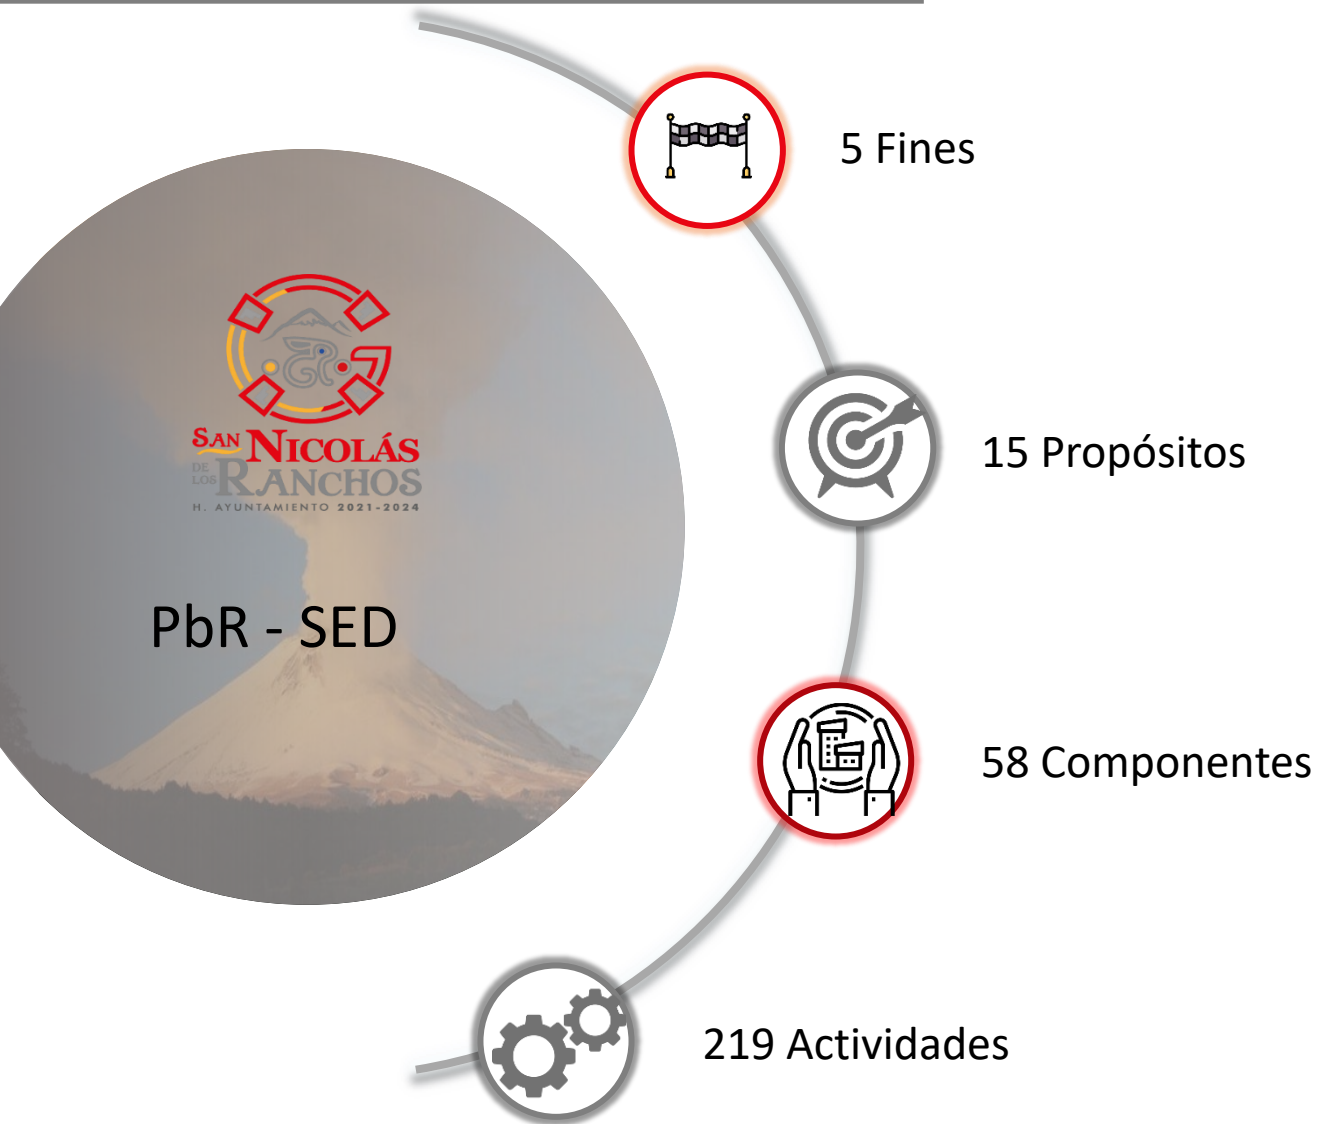 SAN NICOLÁS
DE LOS RANCHOS
H. AYUNTAMIENTO 2021-2024
PbR - SED
5 Fines
15 Propósitos
58 Componentes
219 Actividades